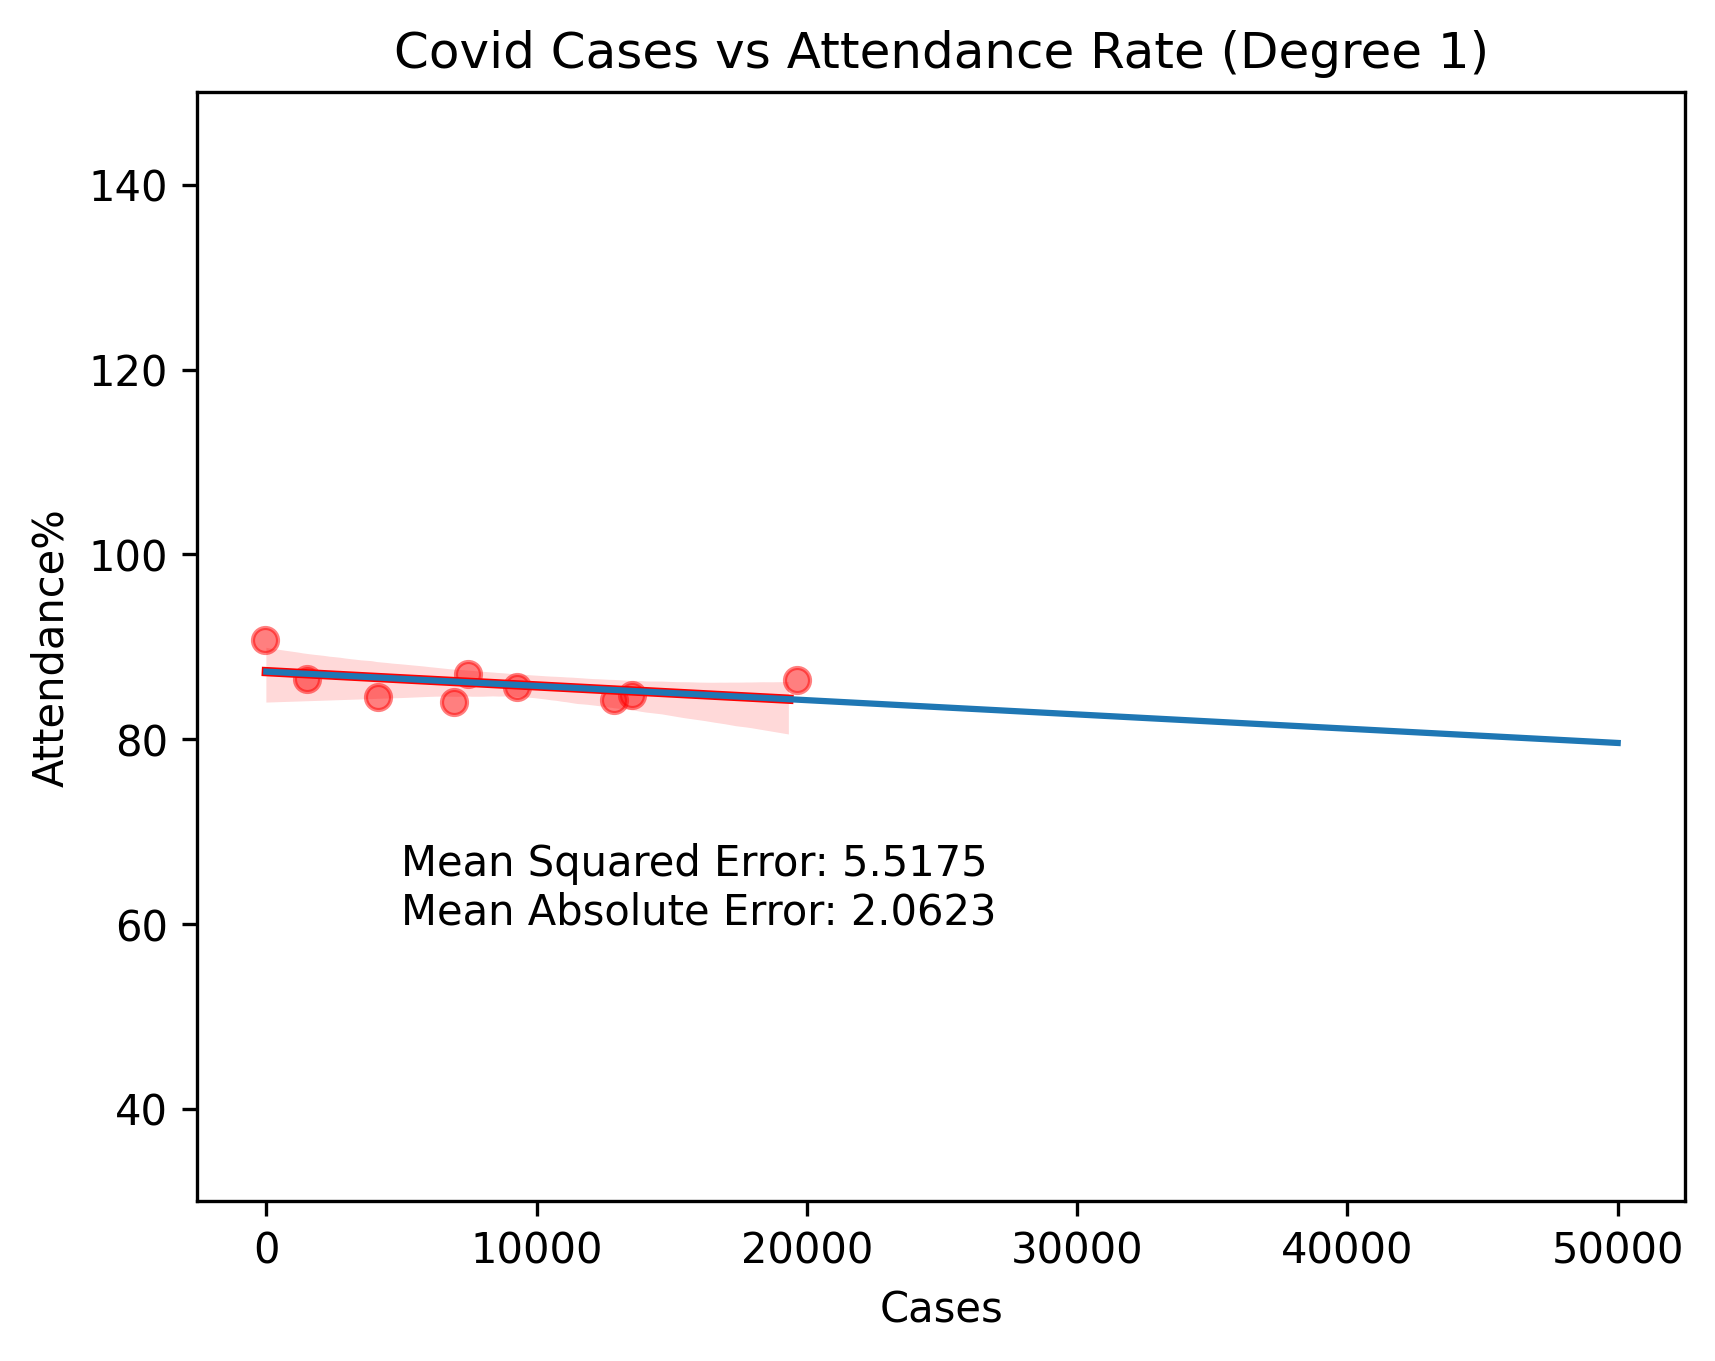 Covid Cases vs Attendance Rate (Degree 1)
140
120
100
80
60
40
Attendance%
Mean Squared Error: 5.5175
Mean Absolute Error: 2.0623
0 10000 20000 30000 40000 50000
Cases